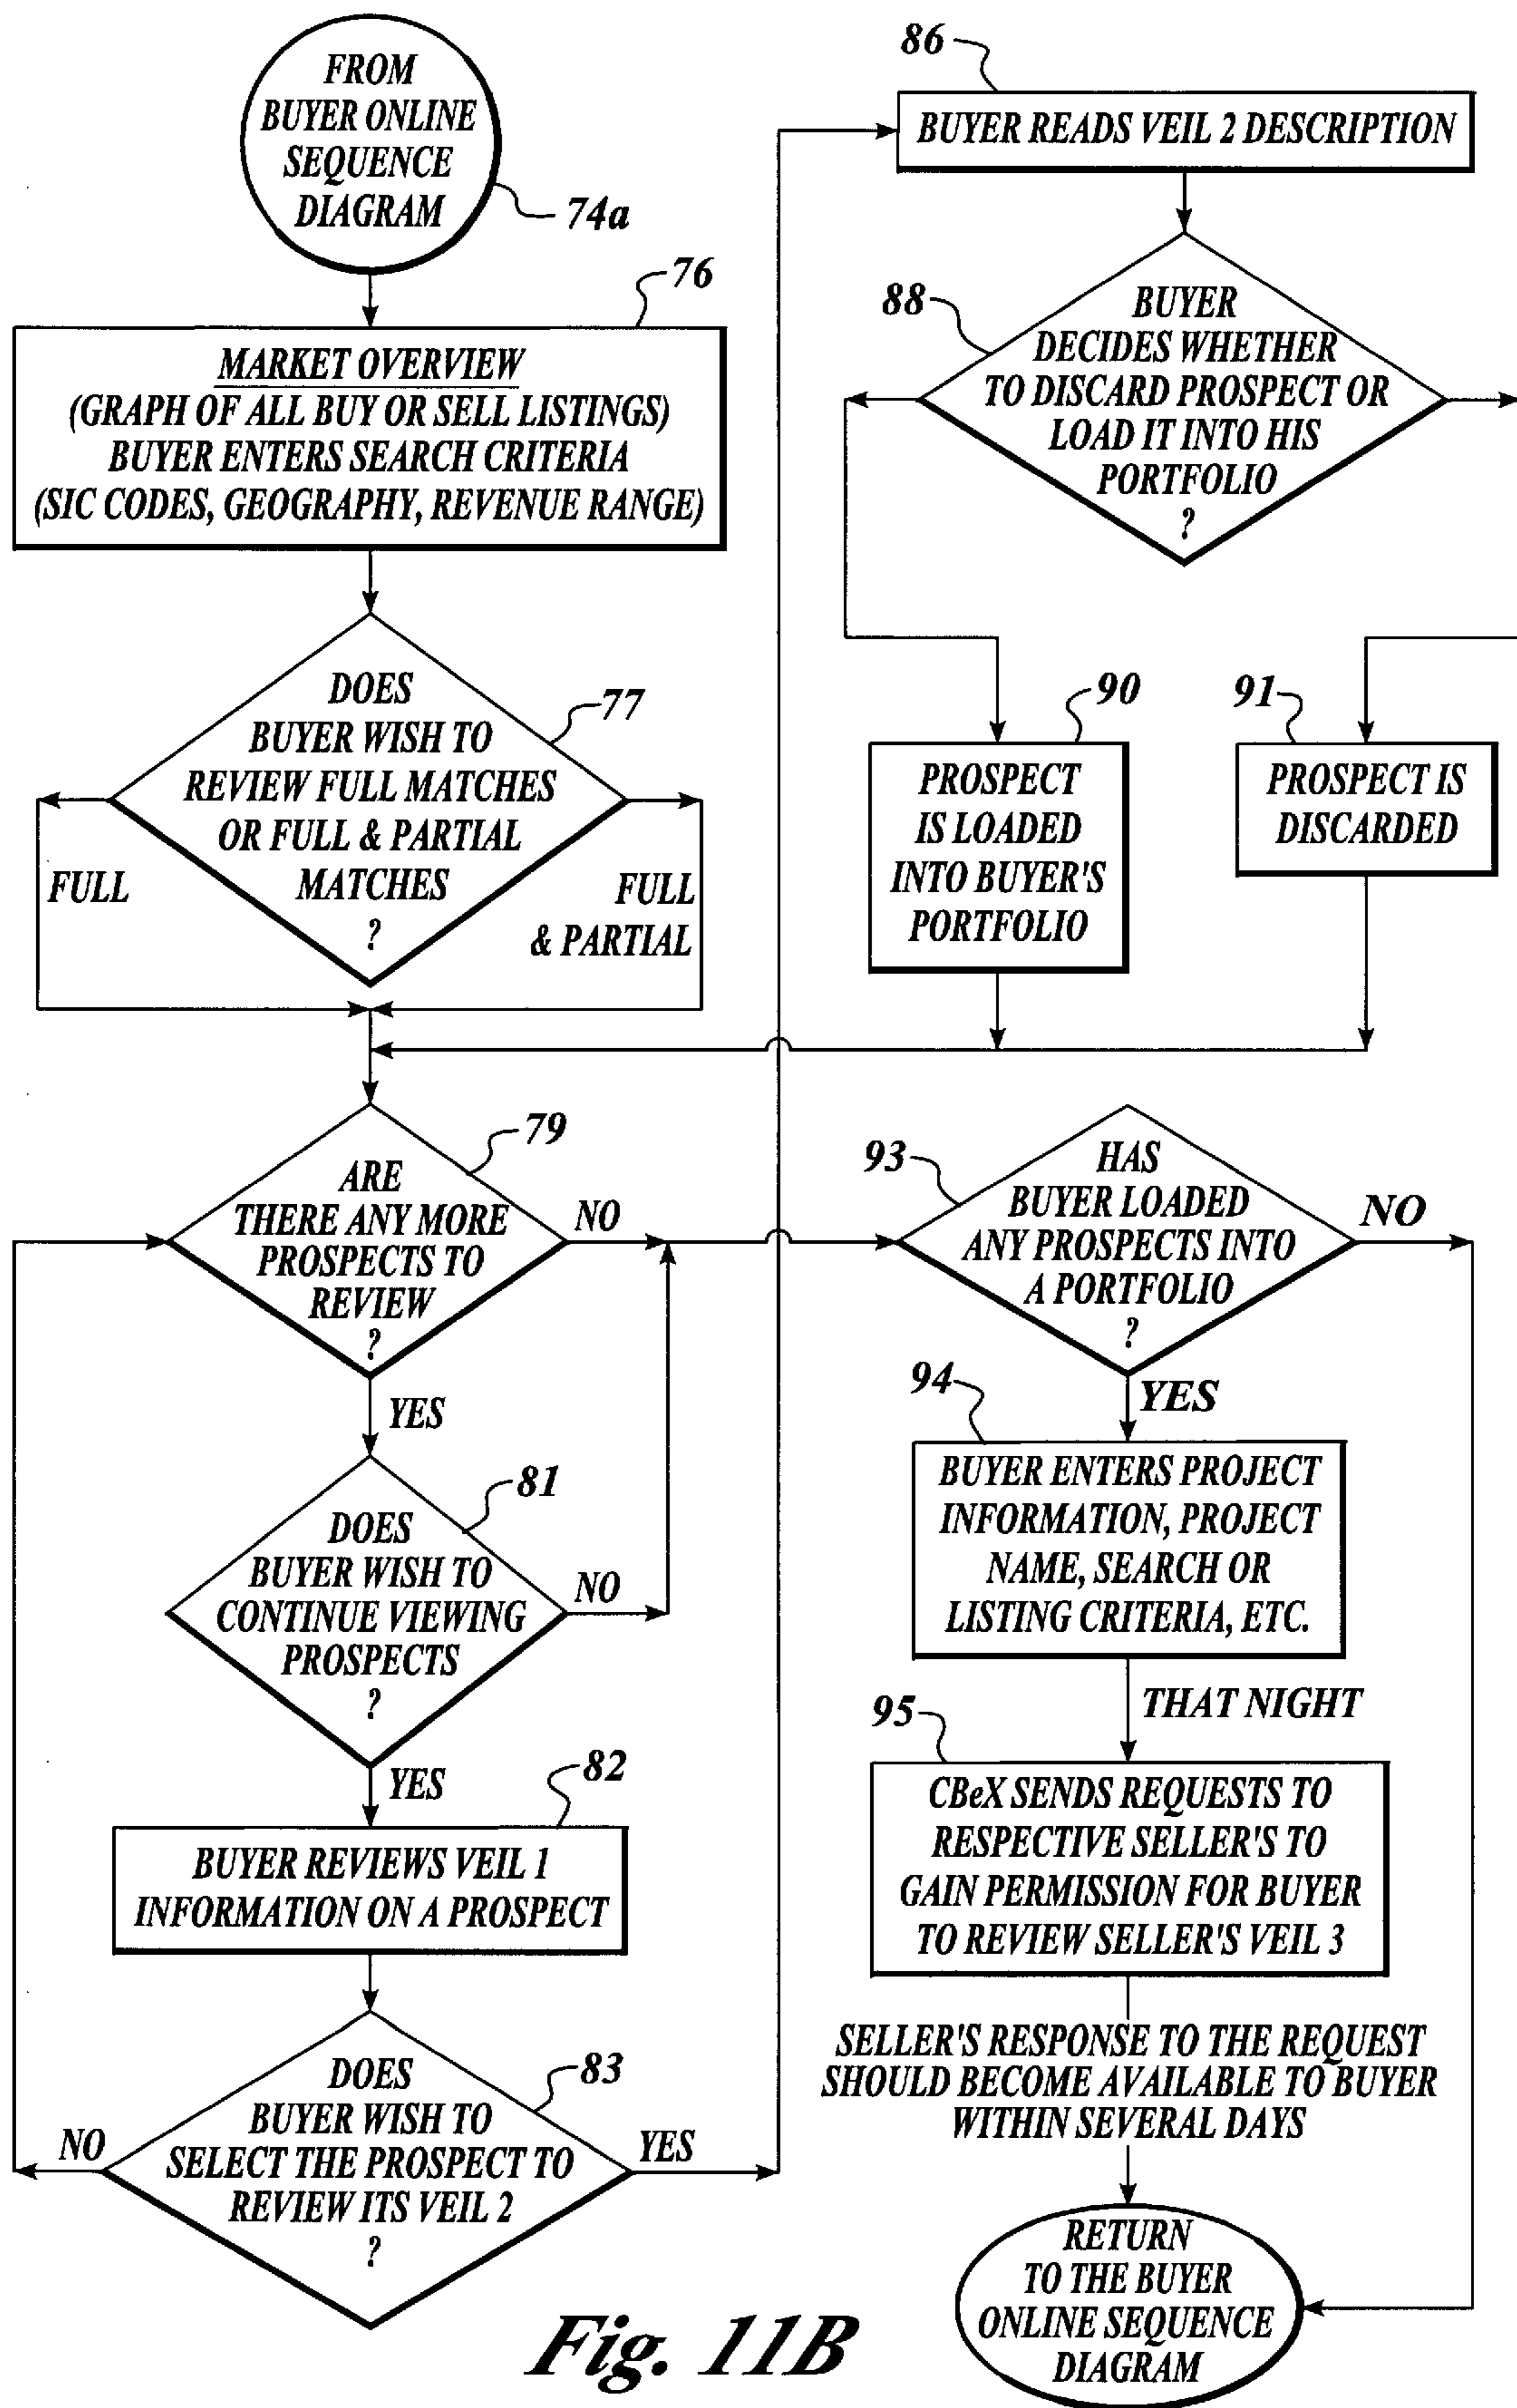 FROM
BUYER ONLINE
SEQUENCE
DIAGRAM
74a
76
MARKET OVERVIEW
(GRAPH OF ALL BUY OR SELL LISTINGS)
BUYER ENTERS SEARCH CRITERIA
(SIC CODES, GEOGRAPHY, REVENUE RANGE)
DOES
BUYER WISH TO
REVIEW FULL MATCHES
OR FULL & PARTIAL
MATCHES
?
77
FULL
FULL
& PARTIAL
79
ARE
THERE ANY MORE
PROSPECTS TO
REVIEW
?
NO
YES
81
DOES
BUYER WISH TO
CONTINUE VIEWING
PROSPECTS
?
NO
YES
82
BUYER REVIEWS VEIL 1
INFORMATION ON A PROSPECT
83
DOES
BUYER WISH TO
SELECT THE PROSPECT TO
REVIEW ITS VEIL 2
?
NO
YES
86
BUYER READS VEIL 2 DESCRIPTION
88
BUYER
DECIDES WHETHER
TO DISCARD PROSPECT OR
LOAD IT INTO HIS
PORTFOLIO
?
90
PROSPECT
IS LOADED
INTO BUYER'S
PORTFOLIO
91
PROSPECT IS
DISCARDED
93
HAS
BUYER LOADED
ANY PROSPECTS INTO
A PORTFOLIO
?
NO
YES
94
BUYER ENTERS PROJECT
INFORMATION, PROJECT
NAME, SEARCH OR
LISTING CRITERIA, ETC.
THAT NIGHT
95
CBeX SENDS REQUESTS TO
RESPECTIVE SELLER'S TO
GAIN PERMISSION FOR BUYER
TO REVIEW SELLER'S VEIL 3
SELLER'S RESPONSE TO THE REQUEST
SHOULD BECOME AVAILABLE TO BUYER
WITHIN SEVERAL DAYS
RETURN
TO THE BUYER
ONLINE SEQUENCE
DIAGRAM
Fig. 11B